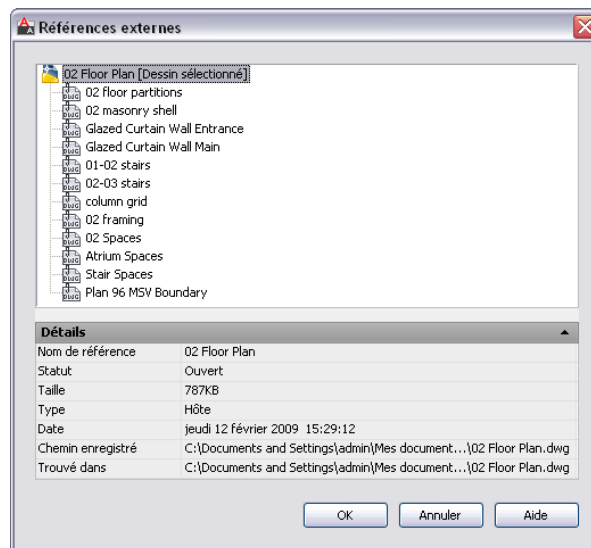 Références externes
02 Floor Plan [Dessin sélectionné]
02 floor partitions
02 masonry shell
Glazed Curtain Wall Entrance
Glazed Curtain Wall Main
01-02 stairs
02-03 stairs
column grid
02 framing
02 Spaces
Atrium Spaces
Stair Spaces
Plan 96 MSV Boundary
Détails
Nom de référence 02 Floor Plan
Statut Ouvert
Taille 787KB
Type Hôte
Date jeudi 12 février 2009 15:29:12
Chemin enregistré C:\Documents and Settings\admin\Mes document...\02 Floor Plan.dwg
Trouvé dans C:\Documents and Settings\admin\Mes document...\02 Floor Plan.dwg
OK Annuler Aide